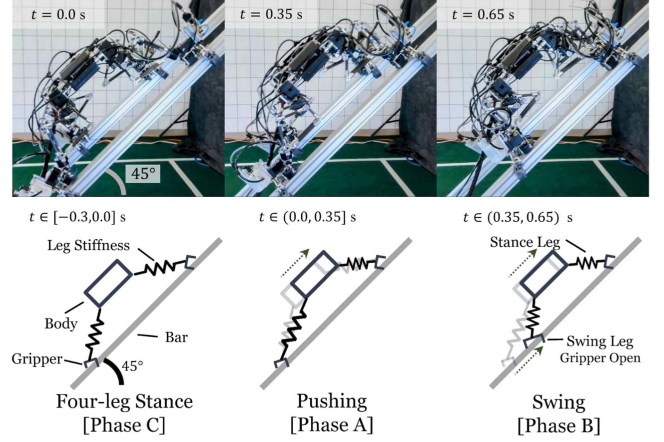 t = 0.0 s
t = 0.35 s
t = 0.65 s
45°
t ∈ [−0.3,0.0] s
t ∈ (0.0, 0.35] s
t ∈ (0.35, 0.65) s
Leg Stiffness
Stance Leg
Body
Bar
Gripper
45°
Swing Leg
Gripper Open
Four-leg Stance
[Phase C]
Pushing
[Phase A]
Swing
[Phase B]